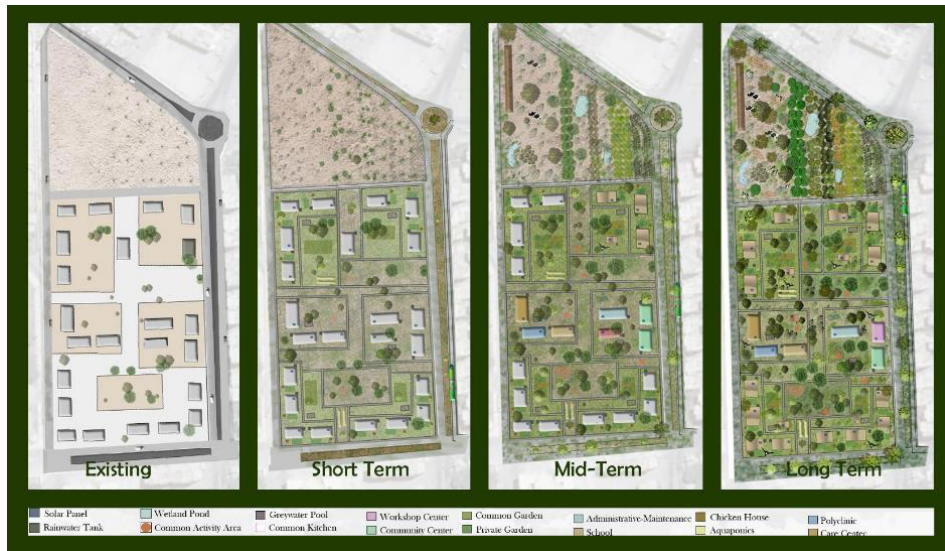 Existing
Short Term
Mid-Term
Long Term
Solar Panel
Wetland Pond
Greywater Pool
Workshop Center
Common Garden
Administrative-Maintenance
Chicken House
Polyclinic
Rainwater Tank
Common Activity Area
Common Kitchen
Community Center
Private Garden
School
Aquaponics
Care Center